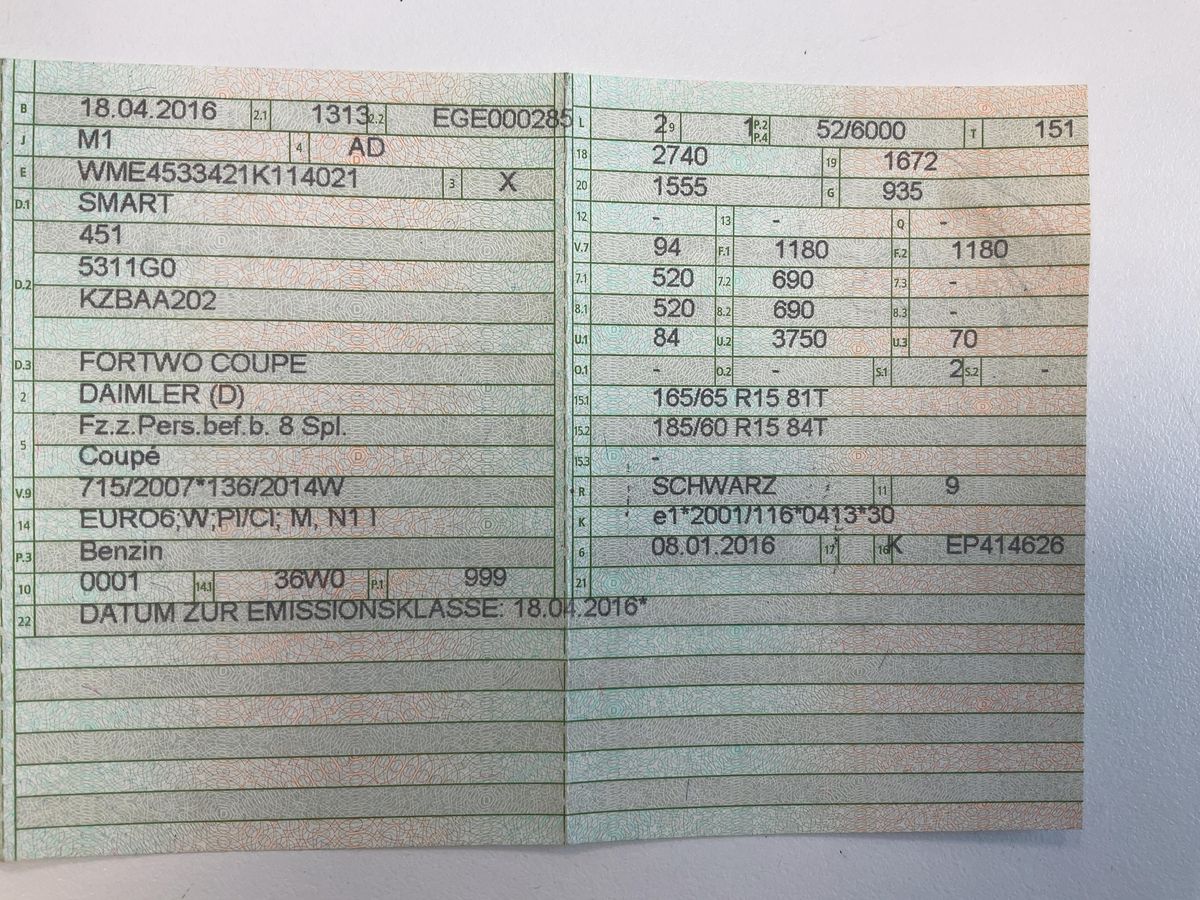 B 18.04.2016 2.1 1313 2.2 EGE000285
J M1 4 AD
E WME4533421K114021 3 X
D.1 SMART
451
D.2 5311G0
KZBAA202
D.3 FORTWO COUPE
2 DAIMLER (D)
5 Fz.z.Pers.bef.b. 8 Spl.
Coupé
V.9 715/2007*136/2014W
14 EURO6;W;PI/CI; M, N1 I
P.3 Benzin
10 0001 14.1 36W0 P.1 999
22 DATUM ZUR EMISSIONSKLASSE: 18.04.2016*
L 2 9 1 P.2 P.4 52/6000 T 151
18 2740 19 1672
20 1555 G 935
12 - 13 - Q -
V.7 94 F.1 1180 F.2 1180
7.1 520 7.2 690 7.3 -
8.1 520 8.2 690 8.3 -
U.1 84 U.2 3750 U.3 70
O.1 - O.2 - S.1 2 S.2 -
15.1 165/65 R15 81T
15.2 185/60 R15 84T
15.3 -
R SCHWARZ 11 9
K e1*2001/116*0413*30
6 08.01.2016 17 K 16 EP414626
21